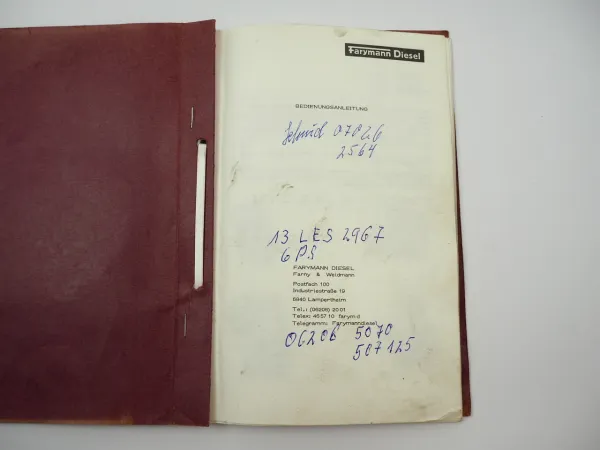 Farymann Diesel
BEDIENUNGSANLEITUNG
Schmid 07026
2564
13 LES 2967
6 PS
FARYMANN DIESEL
Farny & Weidmann
Postfach 100
Industriestraße 19
6840 Lampertheim
Tel.: (06206) 2001
Telex: 465710 farym-d
Telegramm: Farymanndiesel
06206 5070
507125